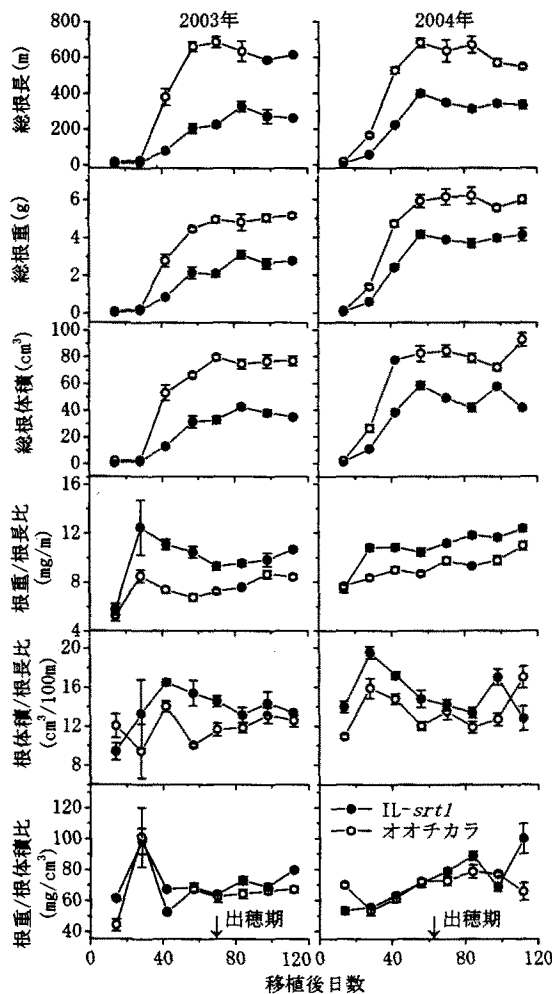 2003年 2004年
総根長(m)
800
600
400
200
0
総根重(g)
6
4
2
0
総根体積(cm³)
100
80
60
40
20
0
根重/根長比
(mg/m)
16
12
8
4
根体積/根長比
(cm³/100m)
20
16
12
8
根重/根体積比
(mg/cm³)
120
100
80
60
40
IL-srt1
オオチカラ
出穂期 出穂期
0 40 80 120 0 40 80 120
移植後日数